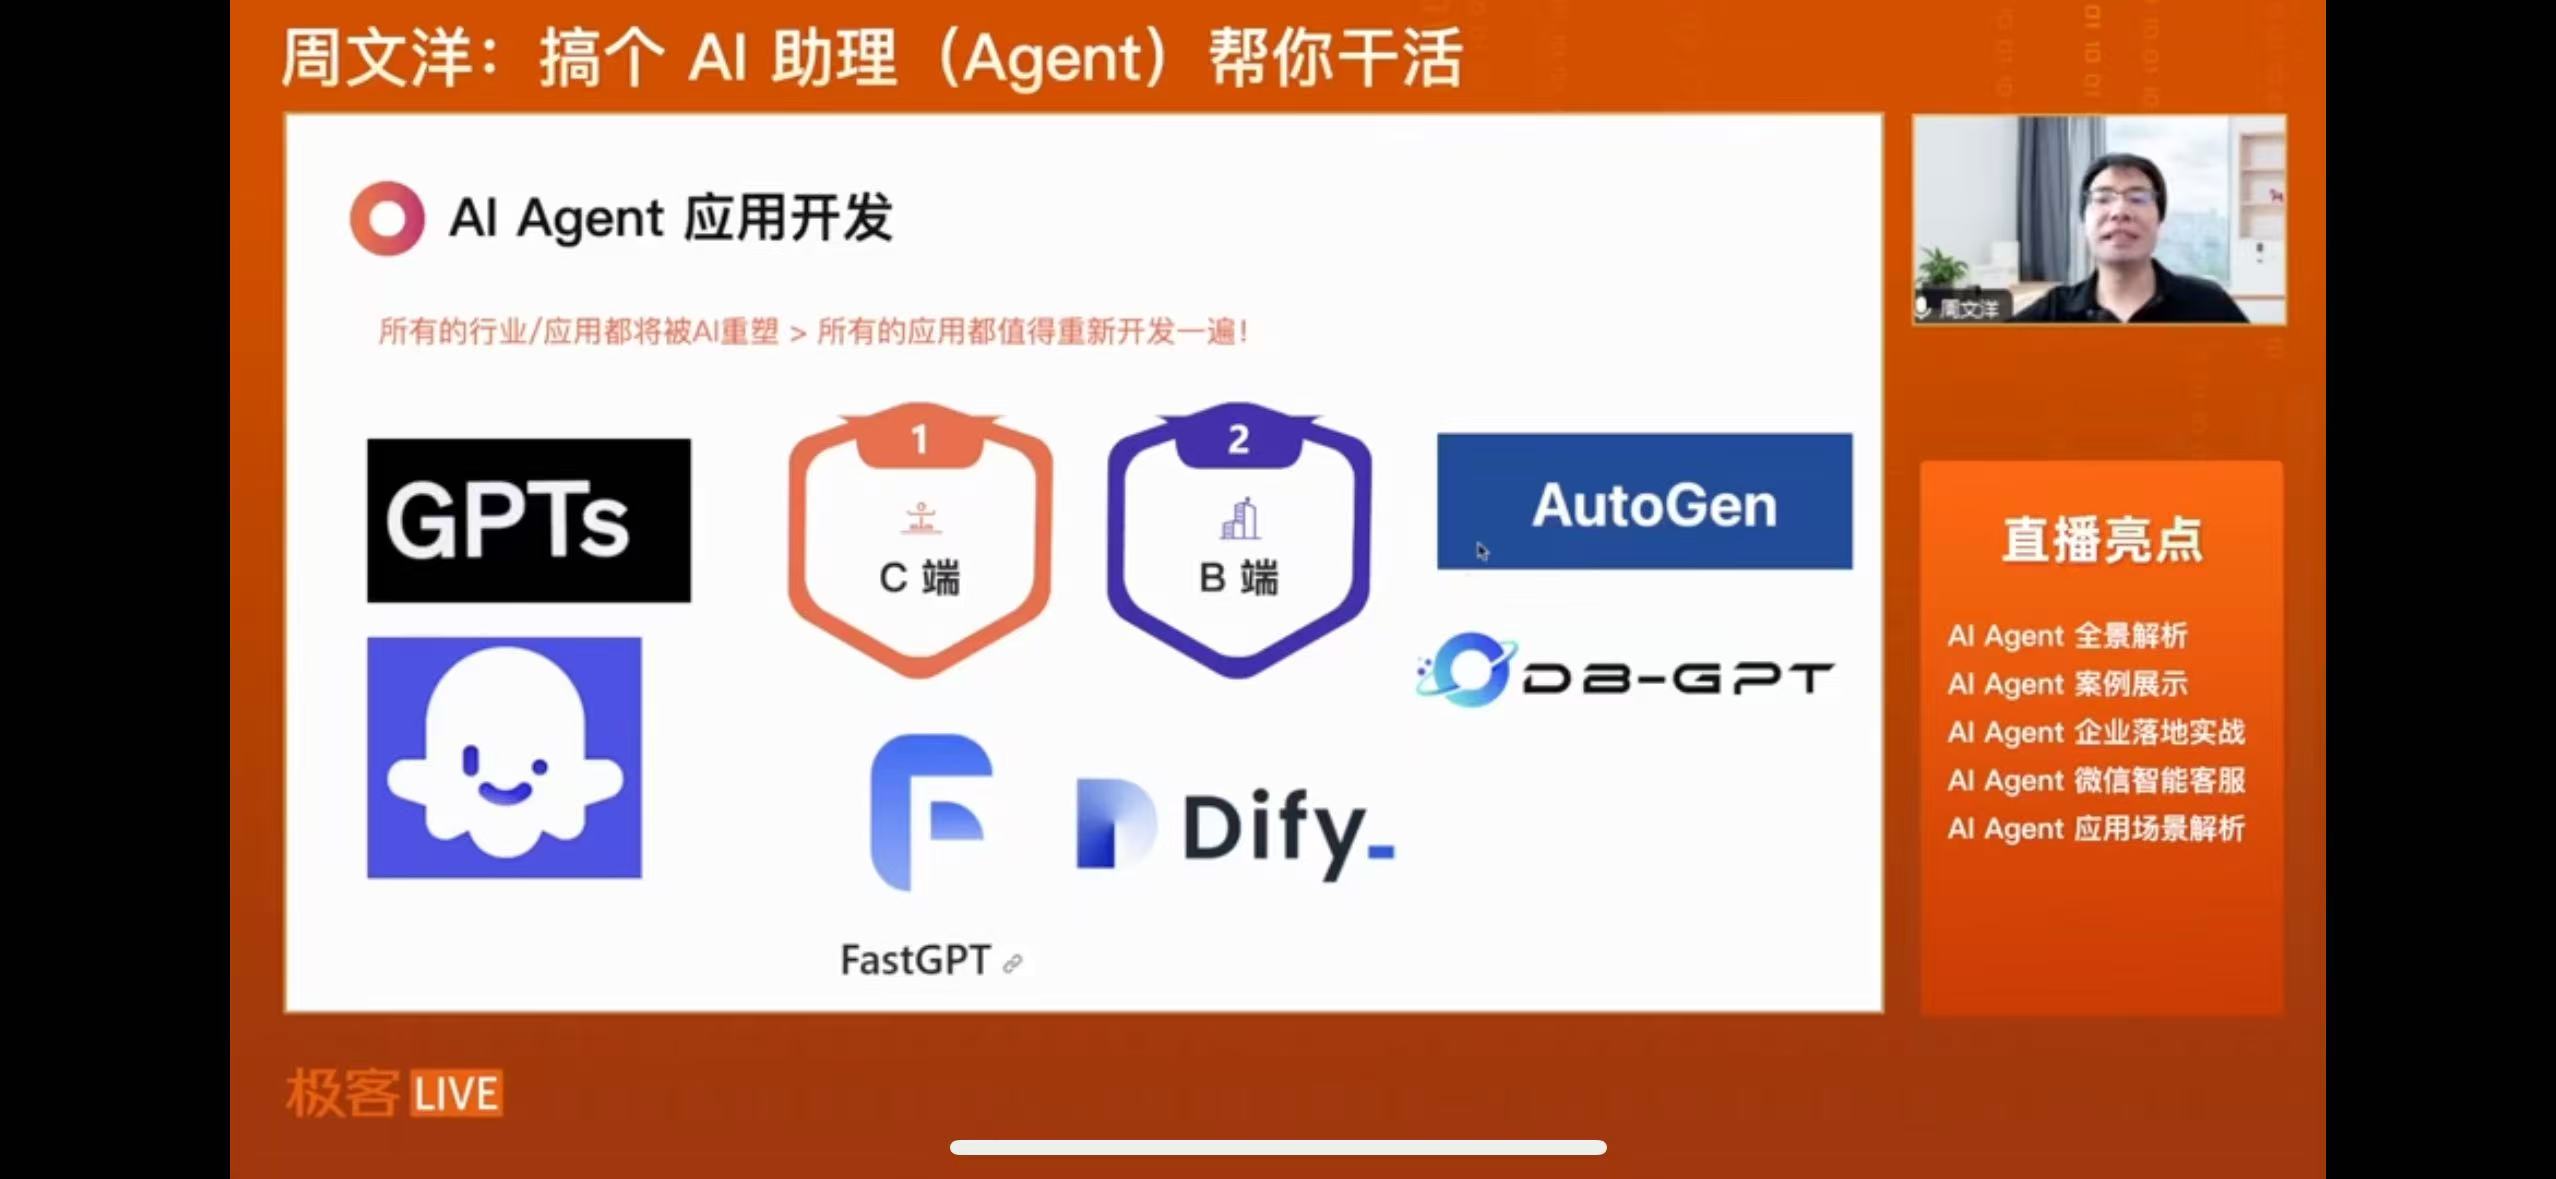 周文洋：搞个 AI 助理（Agent）帮你干活
AI Agent 应用开发
所有的行业/应用都将被AI重塑 > 所有的应用都值得重新开发一遍！
GPTs
1
C 端
2
B 端
AutoGen
DB-GPT
Dify_
FastGPT
周文洋
直播亮点
AI Agent 全景解析
AI Agent 案例展示
AI Agent 企业落地实战
AI Agent 微信智能客服
AI Agent 应用场景解析
极客LIVE